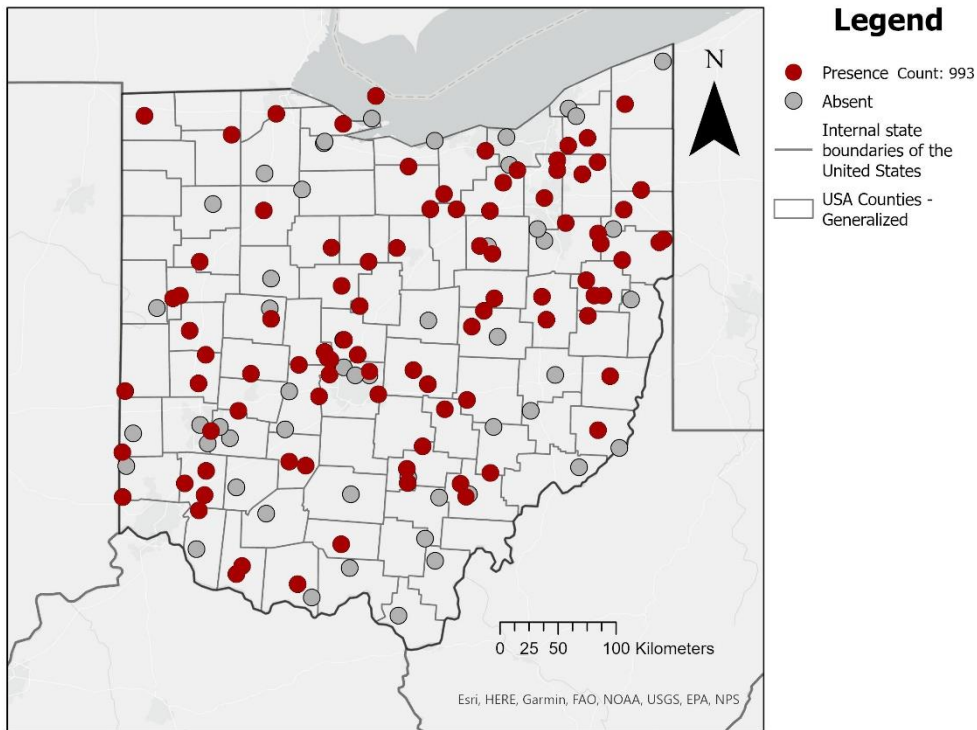 Legend
N
Presence Count: 993
Absent
Internal state
boundaries of the
United States
USA Counties -
Generalized
0 25 50 100 Kilometers
Esri, HERE, Garmin, FAO, NOAA, USGS, EPA, NPS